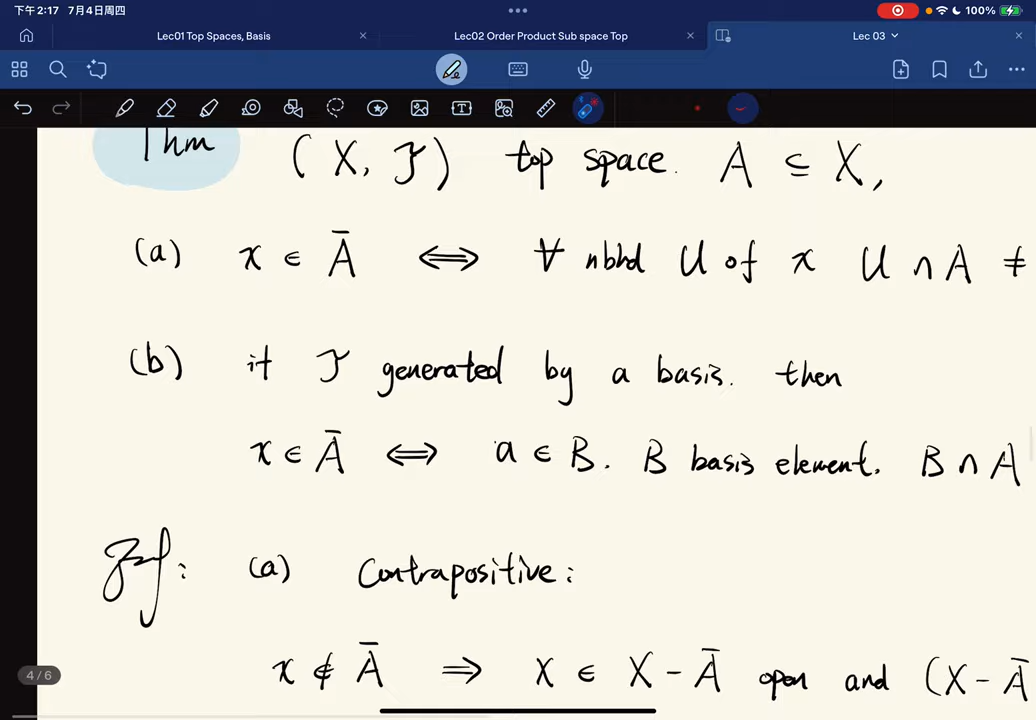 下午2:17 7月4日周四
100%
Lec01 Top Spaces, Basis
Lec02 Order Product Sub space Top
Lec 03
Thm (X, 𝒯) top space. A ⊆ X,
(a) x ∈ Ā ⟺ ∀ nbhd U of x U ∩ A ≠
(b) if 𝒯 generated by a basis. then
x ∈ Ā ⟺ a ∈ B. B basis element. B ∩ A
Prf: (a) Contrapositive:
4/6
x ∉ Ā ⟹ X ∈ X - Ā open and (X - Ā